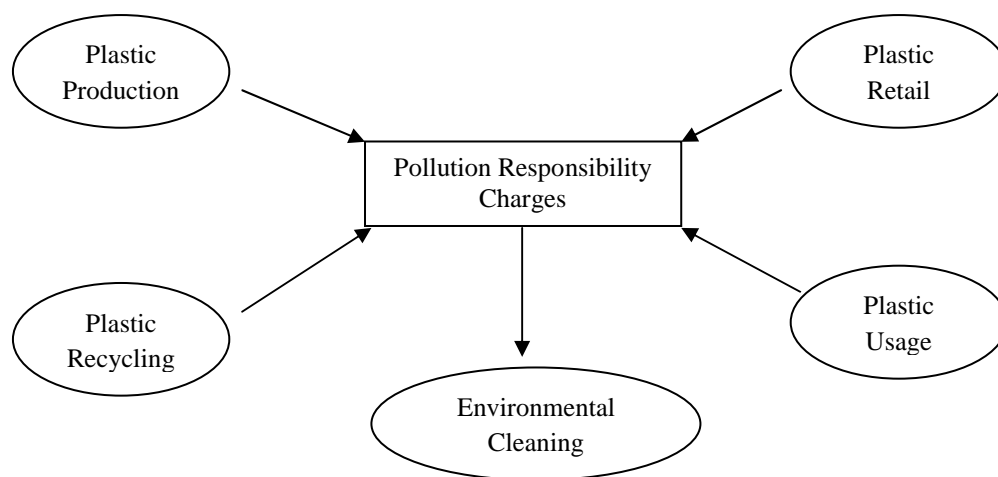 Plastic
Production
Plastic
Retail
Pollution Responsibility
Charges
Plastic
Recycling
Plastic
Usage
Environmental
Cleaning